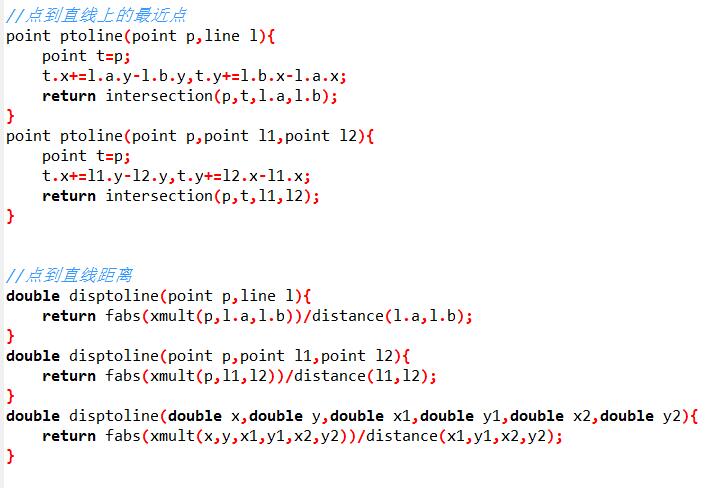 //点到直线上的最近点
point ptoline(point p,line l){
    point t=p;
    t.x+=l.a.y-l.b.y,t.y+=l.b.x-l.a.x;
    return intersection(p,t,l.a,l.b);
}
point ptoline(point p,point l1,point l2){
    point t=p;
    t.x+=l1.y-l2.y,t.y+=l2.x-l1.x;
    return intersection(p,t,l1,l2);
}
//点到直线距离
double disptoline(point p,line l){
    return fabs(xmult(p,l.a,l.b))/distance(l.a,l.b);
}
double disptoline(point p,point l1,point l2){
    return fabs(xmult(p,l1,l2))/distance(l1,l2);
}
double disptoline(double x,double y,double x1,double y1,double x2,double y2){
    return fabs(xmult(x,y,x1,y1,x2,y2))/distance(x1,y1,x2,y2);
}